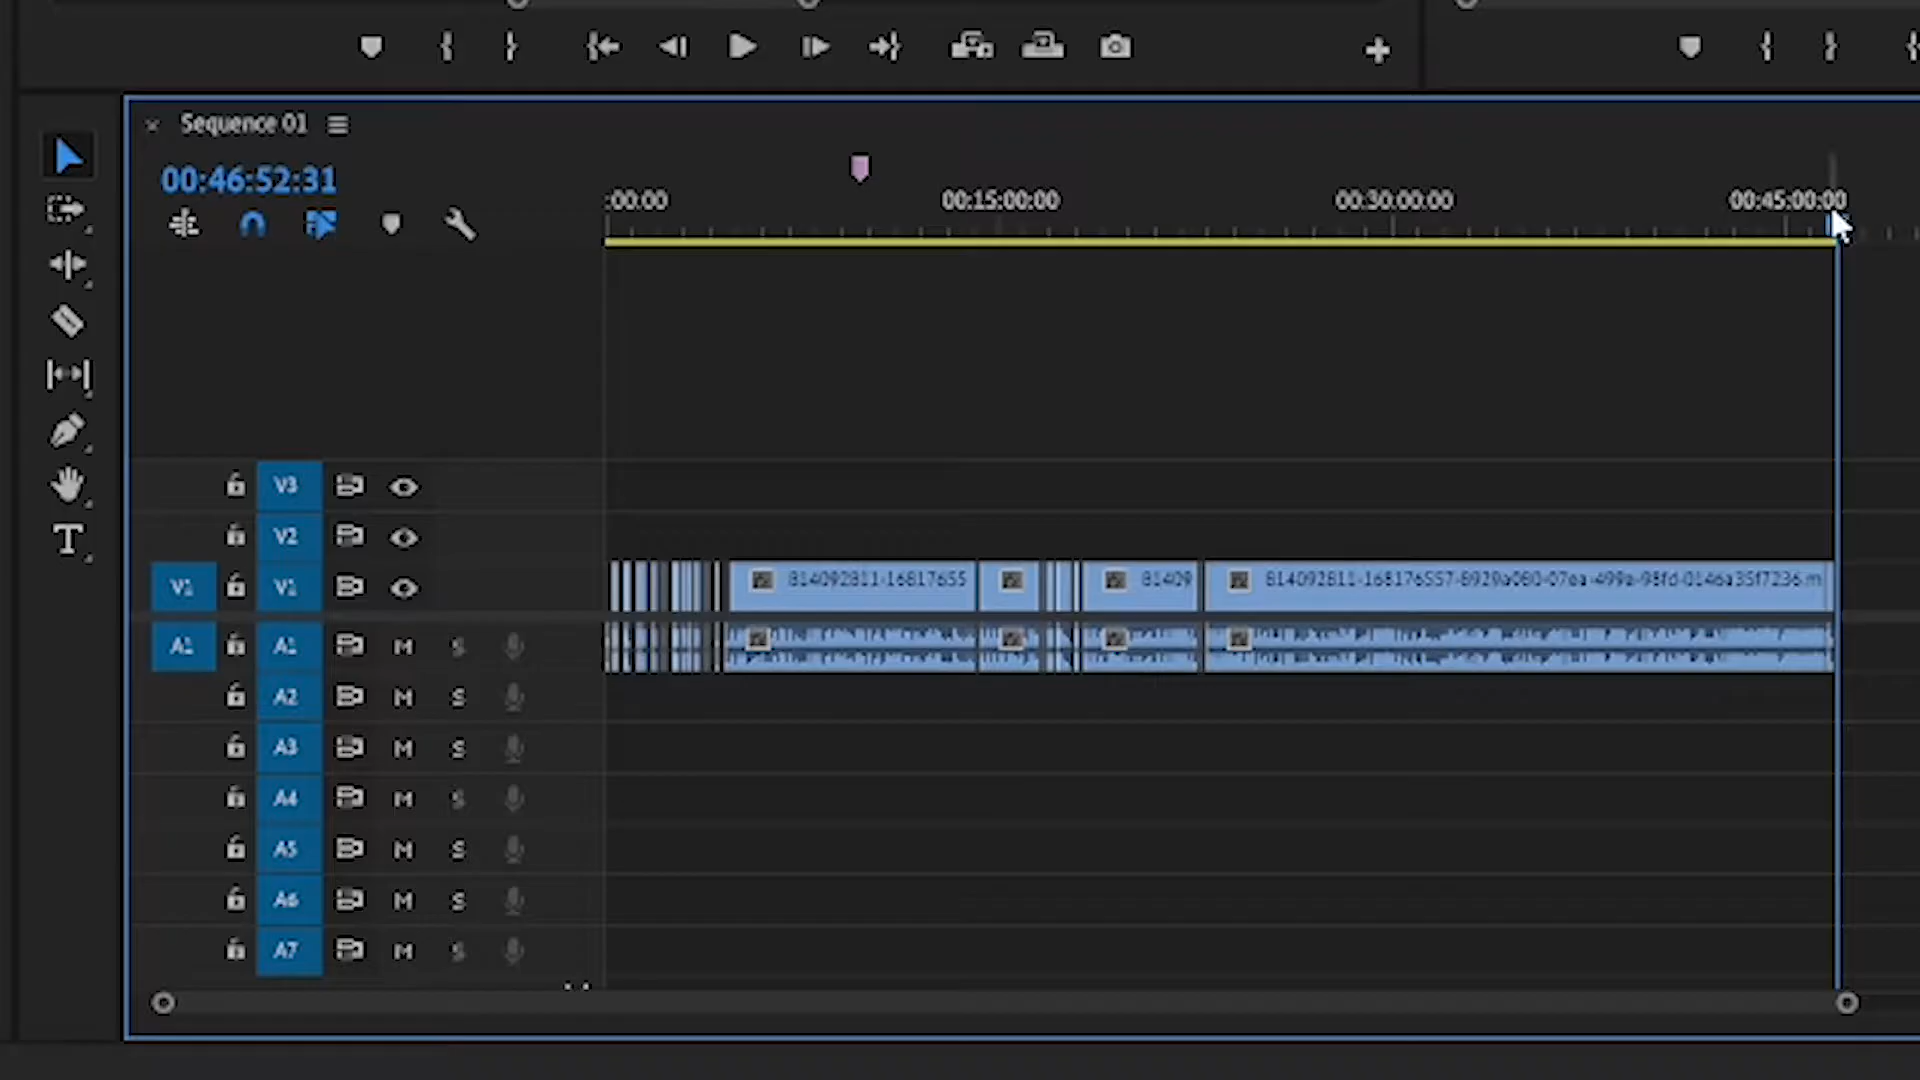 Sequence 01
00:46:52:31
:00:00
00:15:00:00
00:30:00:00
00:45:00:00
T
V3
V2
V1 V1
814092811-16817655
81409
814092811-168176557-8929a080-07ea-499a-98fd-0146a35f7236.m
A1 A1 M S
A2 M S
A3 M S
A4 M S
A5 M S
A6 M S
A7 M S